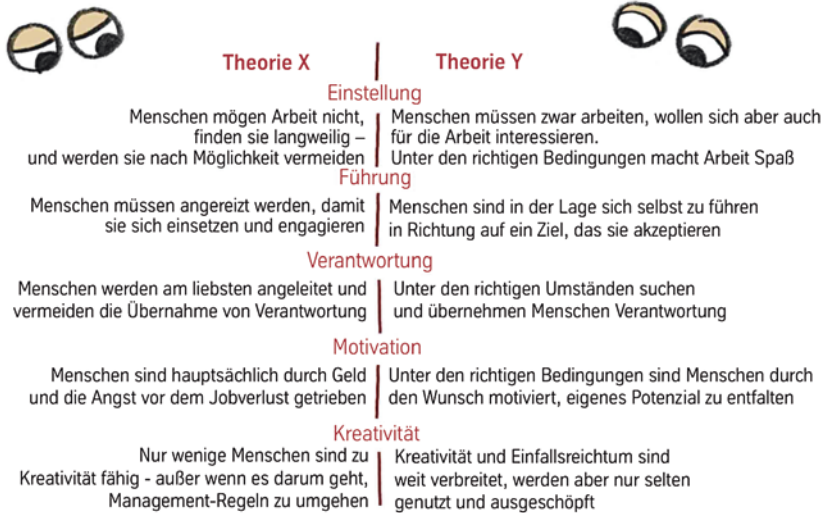 Theorie X
Theorie Y
Einstellung
Menschen mögen Arbeit nicht,
finden sie langweilig –
und werden sie nach Möglichkeit vermeiden
Menschen müssen zwar arbeiten, wollen sich aber auch
für die Arbeit interessieren.
Unter den richtigen Bedingungen macht Arbeit Spaß
Führung
Menschen müssen angereizt werden, damit
sie sich einsetzen und engagieren
Menschen sind in der Lage sich selbst zu führen
in Richtung auf ein Ziel, das sie akzeptieren
Verantwortung
Menschen werden am liebsten angeleitet und
vermeiden die Übernahme von Verantwortung
Unter den richtigen Umständen suchen
und übernehmen Menschen Verantwortung
Motivation
Menschen sind hauptsächlich durch Geld
und die Angst vor dem Jobverlust getrieben
Unter den richtigen Bedingungen sind Menschen durch
den Wunsch motiviert, eigenes Potenzial zu entfalten
Kreativität
Nur wenige Menschen sind zu
Kreativität fähig - außer wenn es darum geht,
Management-Regeln zu umgehen
Kreativität und Einfallsreichtum sind
weit verbreitet, werden aber nur selten
genutzt und ausgeschöpft